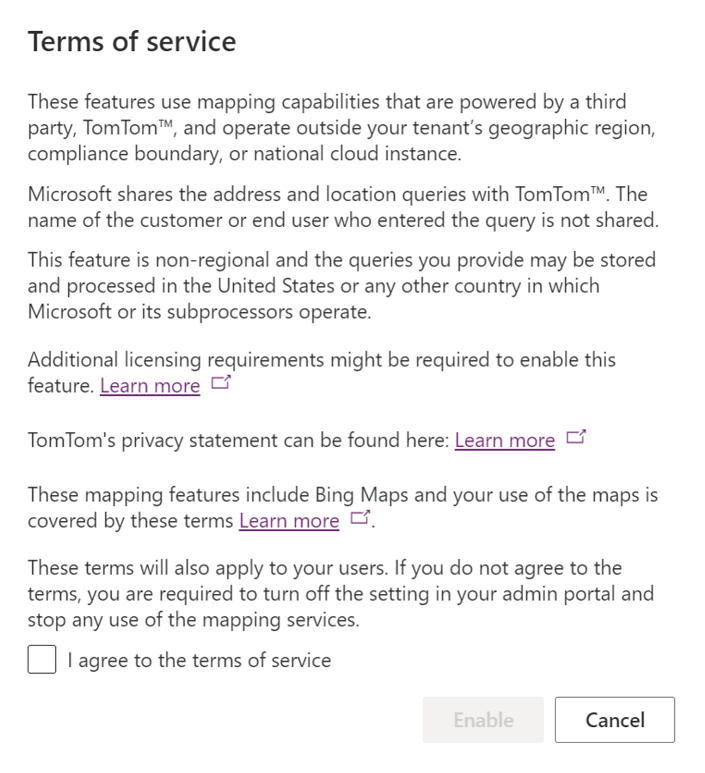 Terms of service
These features use mapping capabilities that are powered by a third
party, TomTom™, and operate outside your tenant's geographic region,
compliance boundary, or national cloud instance.
Microsoft shares the address and location queries with TomTom™. The
name of the customer or end user who entered the query is not shared.
This feature is non-regional and the queries you provide may be stored
and processed in the United States or any other country in which
Microsoft or its subprocessors operate.
Additional licensing requirements might be required to enable this
feature. Learn more
TomTom's privacy statement can be found here: Learn more
These mapping features include Bing Maps and your use of the maps is
covered by these terms Learn more .
These terms will also apply to your users. If you do not agree to the
terms, you are required to turn off the setting in your admin portal and
stop any use of the mapping services.
I agree to the terms of service
Enable Cancel